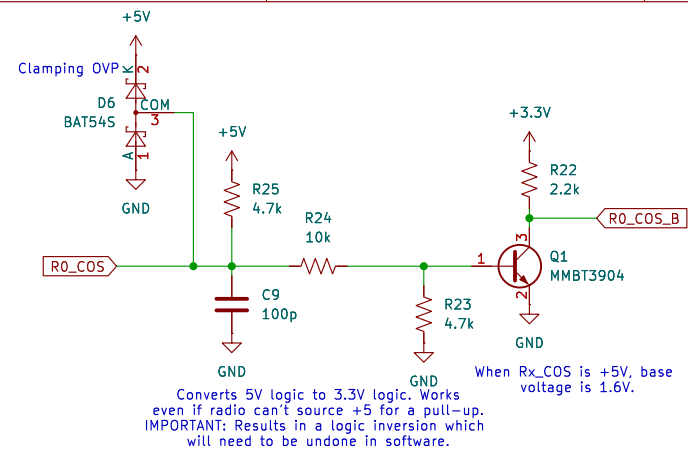 +5V
Clamping OVP
K
2
D6
BAT54S
COM
3
A
1
GND
+5V
R25
4.7k
R24
10k
R0_COS
C9
100p
GND
R23
4.7k
GND
+3.3V
R22
2.2k
R0_COS_B
3
1
Q1
MMBT3904
2
GND
When Rx_COS is +5V, base
voltage is 1.6V.
Converts 5V logic to 3.3V logic. Works
even if radio can't source +5 for a pull-up.
IMPORTANT: Results in a logic inversion which
will need to be undone in software.